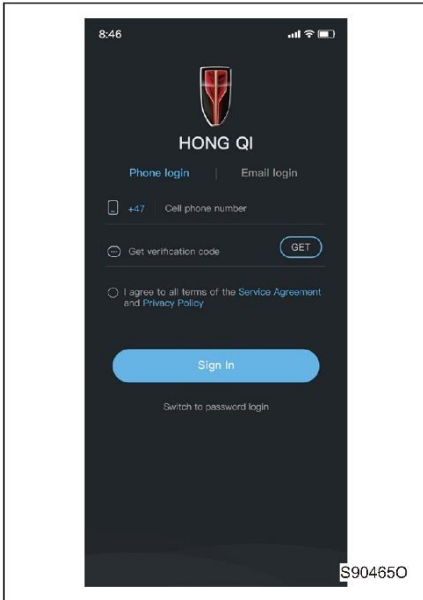 8:46
HONG QI
Phone login | Email login
+47 Cell phone number
Get verification code GET
I agree to all terms of the Service Agreement
and Privacy Policy
Sign In
Switch to password login
S90465O